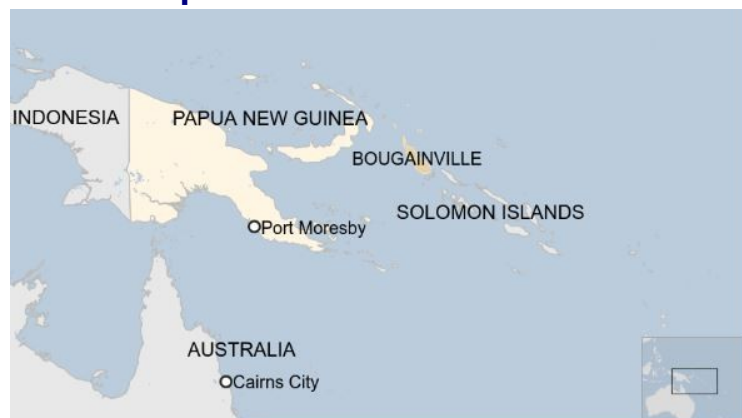 INDONESIA
PAPUA NEW GUINEA
BOUGAINVILLE
SOLOMON ISLANDS
Port Moresby
AUSTRALIA
Cairns City